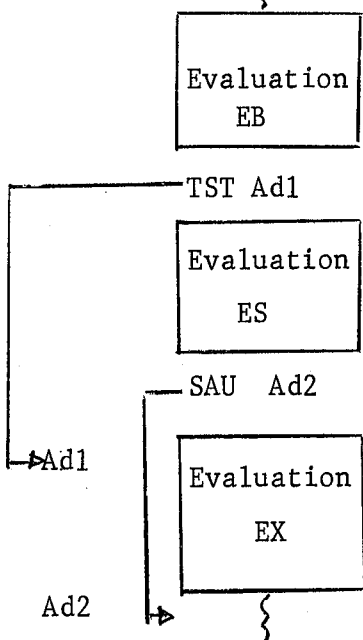 Evaluation
EB
TST Ad1
Evaluation
ES
SAU Ad2
Ad1
Evaluation
EX
Ad2